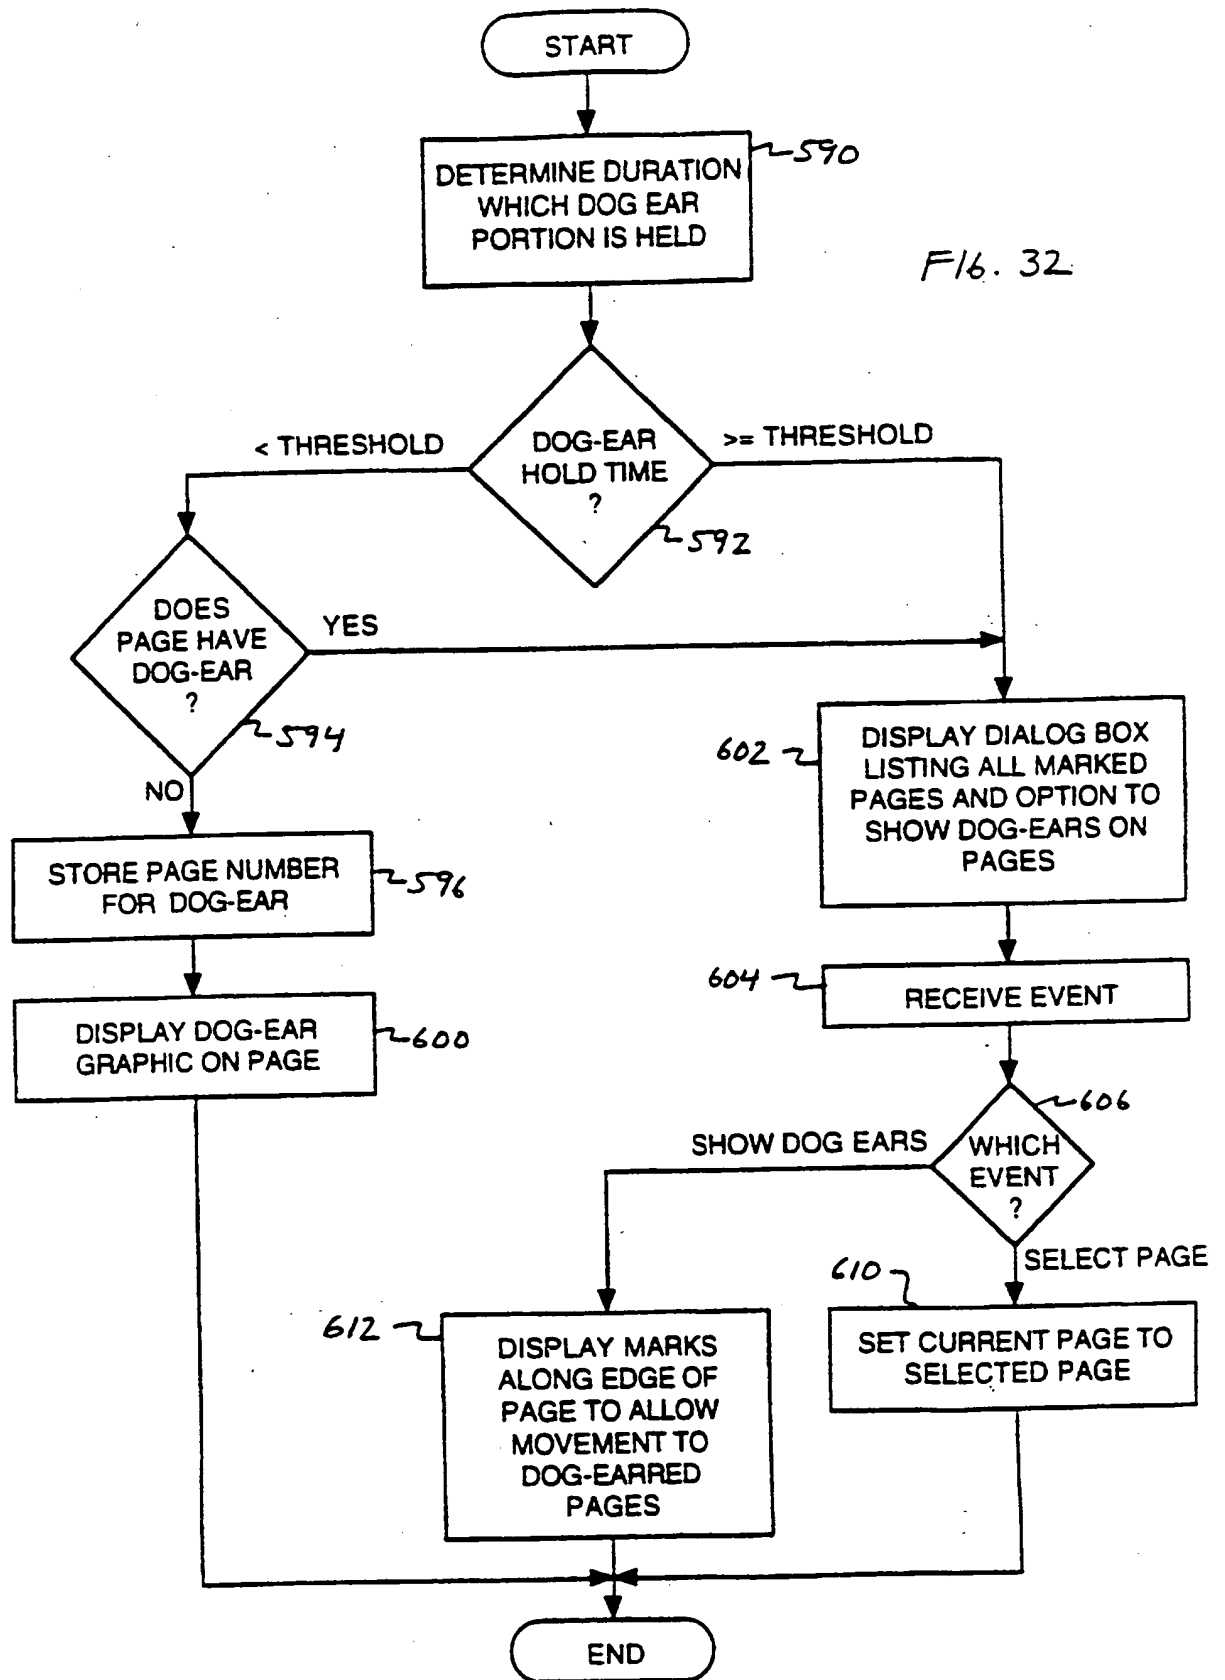 START
DETERMINE DURATION
WHICH DOG EAR
PORTION IS HELD
590
FIG. 32
< THRESHOLD
DOG-EAR
HOLD TIME
?
>= THRESHOLD
592
DOES
PAGE HAVE
DOG-EAR
?
YES
594
NO
STORE PAGE NUMBER
FOR DOG-EAR
596
DISPLAY DOG-EAR
GRAPHIC ON PAGE
600
602
DISPLAY DIALOG BOX
LISTING ALL MARKED
PAGES AND OPTION TO
SHOW DOG-EARS ON
PAGES
604
RECEIVE EVENT
606
SHOW DOG EARS
WHICH
EVENT
?
SELECT PAGE
610
SET CURRENT PAGE TO
SELECTED PAGE
612
DISPLAY MARKS
ALONG EDGE OF
PAGE TO ALLOW
MOVEMENT TO
DOG-EARRED
PAGES
END